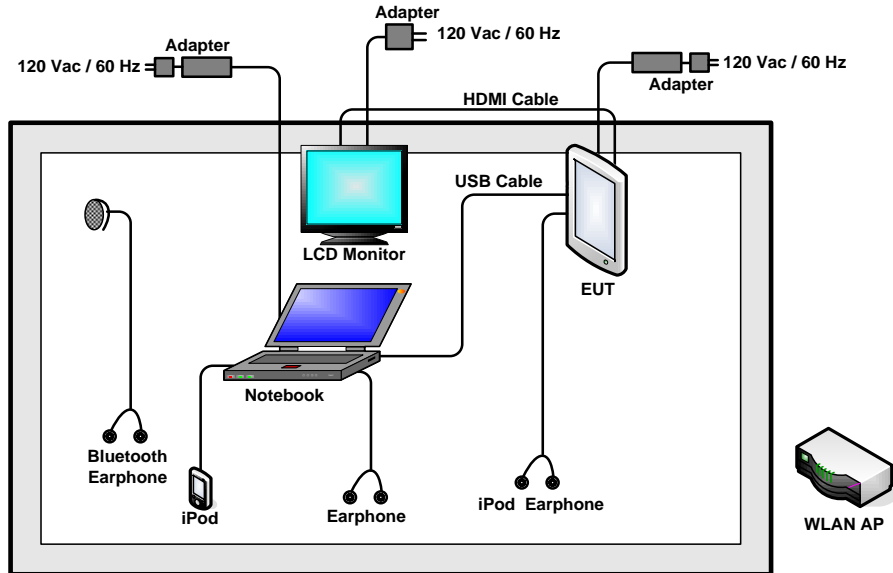 Adapter
120 Vac / 60 Hz
Adapter
120 Vac / 60 Hz
120 Vac / 60 Hz
Adapter
HDMI Cable
USB Cable
LCD Monitor
EUT
Notebook
Bluetooth
Earphone
iPod
Earphone
iPod Earphone
WLAN AP